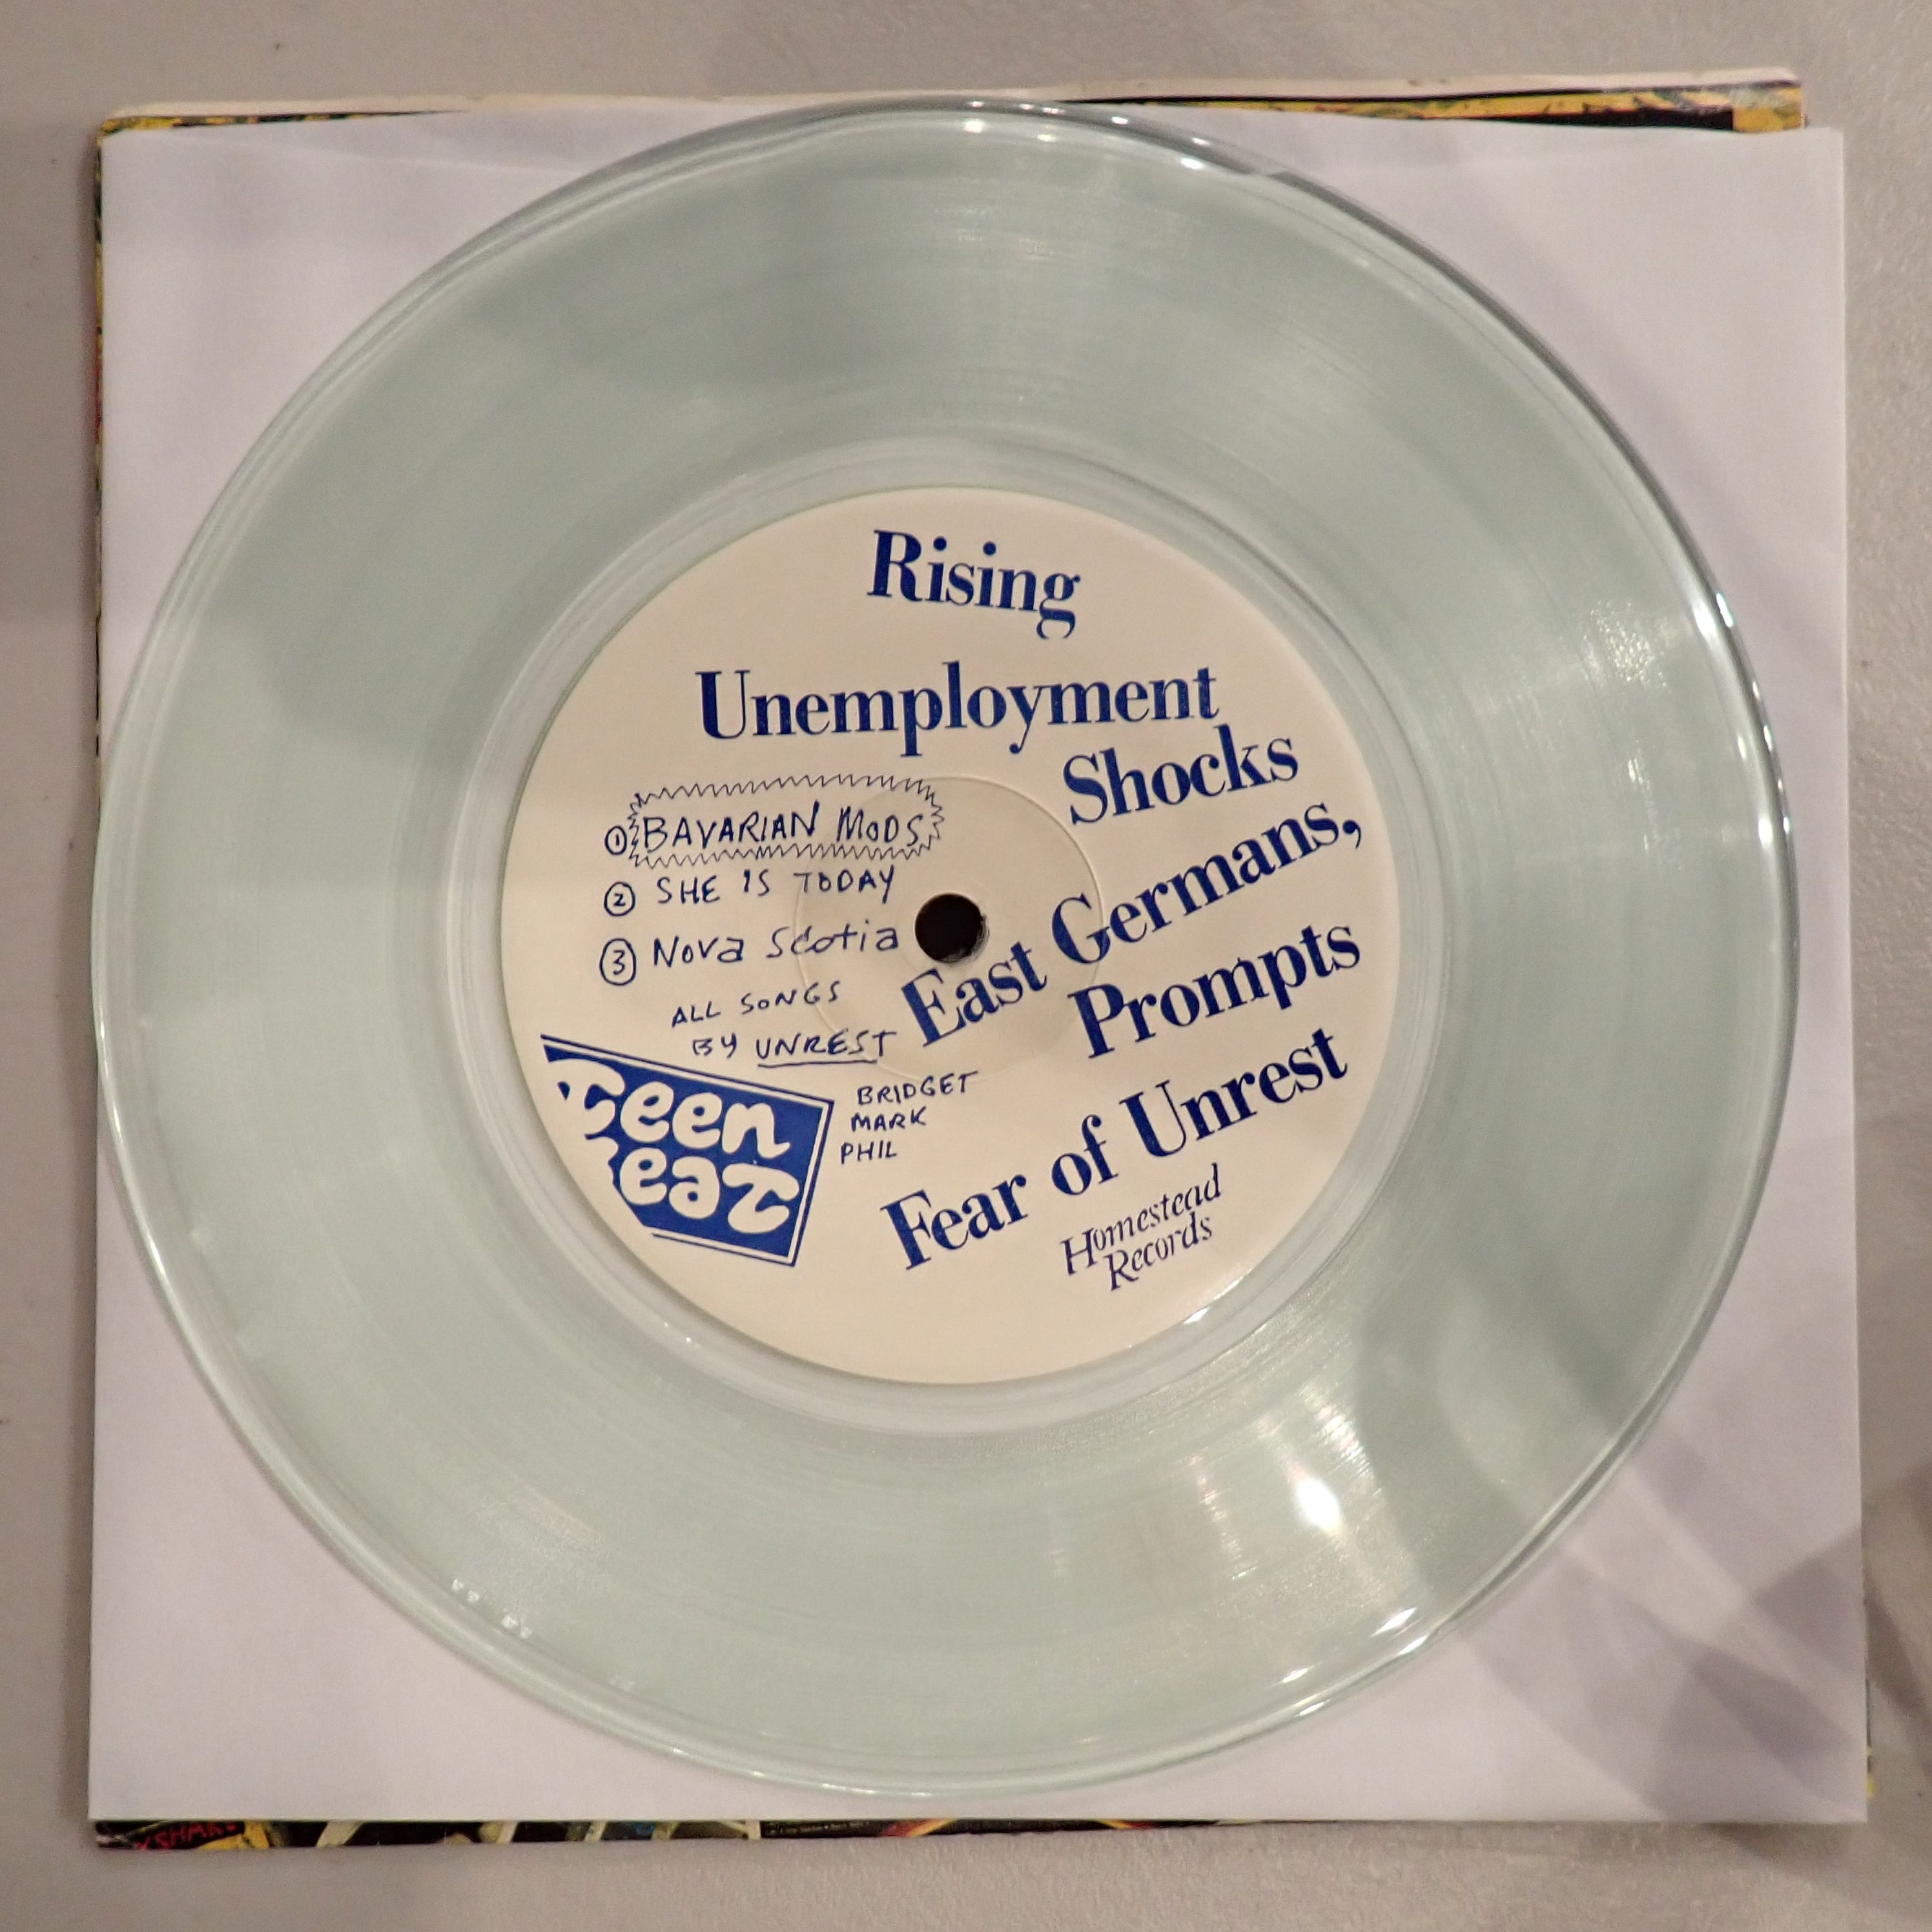 Rising
Unemployment
Shocks
East Germans,
Prompts
Fear of Unrest
① BAVARIAN MODS
② SHE IS TODAY
③ Nova Scotia
ALL SONGS
BY UNREST
BRIDGET
MARK
PHIL
Teen
eat
Homestead
Records